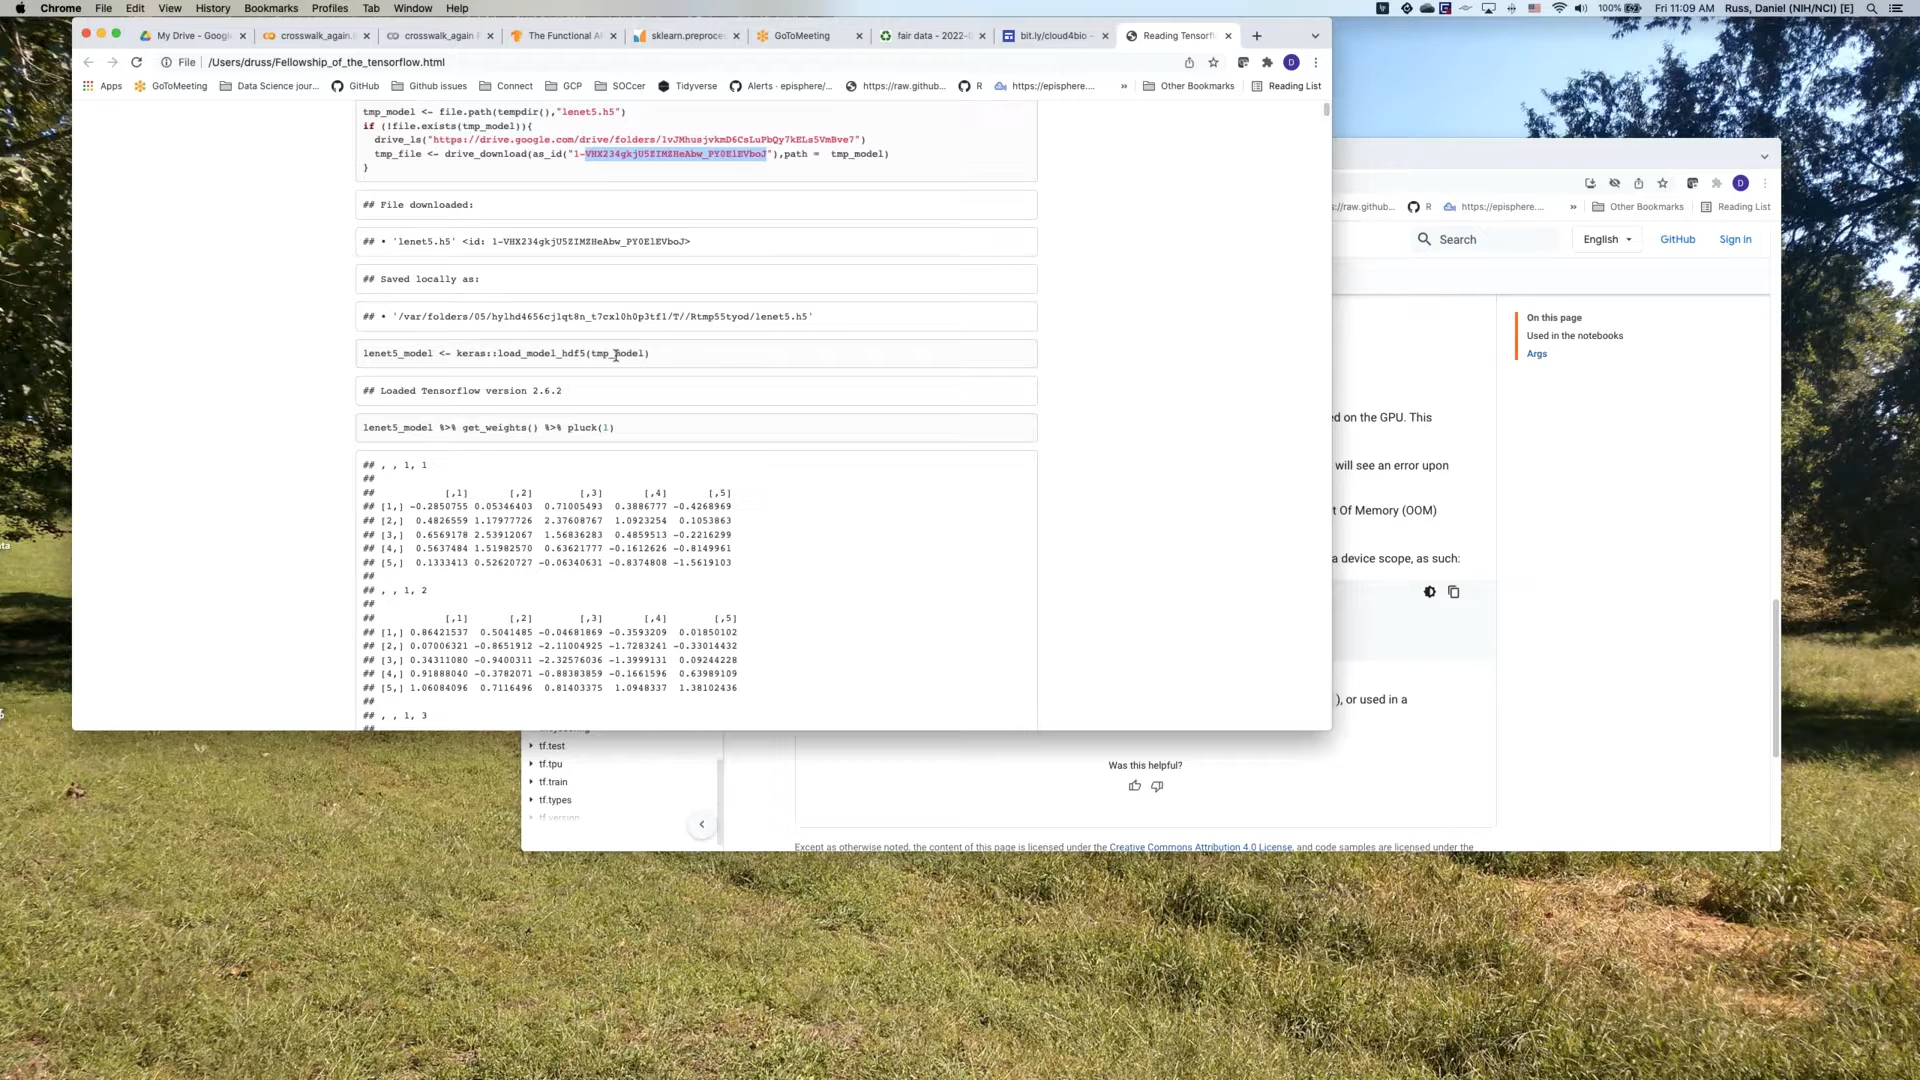 Chrome File Edit View History Bookmarks Profiles Tab Window Help
100% Fri 11:09 AM Russ, Daniel (NIH/NCI) [E]
My Drive - Google crosswalk_again.i crosswalk_again F The Functional A sklearn.preproces GoToMeeting fair data - 2022- bit.ly/cloud4bio - Reading Tensorfl
File /Users/druss/Fellowship_of_the_tensorflow.html
Apps GoToMeeting Data Science jour... GitHub Github issues Connect GCP SOCcer Tidyverse Alerts · episphere/... https://raw.github... R https://episphere.... » Other Bookmarks Reading List
tmp_model <- file.path(tempdir(),"lenet5.h5")
if (!file.exists(tmp_model)){
drive_ls("https://drive.google.com/drive/folders/1vJMhusjvkmD6CsLuPbQy7kELs5VmBve7")
tmp_file <- drive_download(as_id("1-VHX234gkjU5ZIMZHeAbw_PY0ElEVboJ"),path = tmp_model)
}
## File downloaded:
## • 'lenet5.h5' <id: 1-VHX234gkjU5ZIMZHeAbw_PY0ElEVboJ>
## Saved locally as:
## • '/var/folders/05/hylhd4656cjlqt8n_t7cxl0h0p3tf1/T//Rtmp55tyod/lenet5.h5'
lenet5_model <- keras::load_model_hdf5(tmp_model)
## Loaded Tensorflow version 2.6.2
lenet5_model %>% get_weights() %>% pluck(1)
## , , 1, 1
##
## [,1] [,2] [,3] [,4] [,5]
## [1,] -0.2850755 0.05346403 0.71005493 0.3886777 -0.4268969
## [2,] 0.4826559 1.17977726 2.37608767 1.0923254 0.1053863
## [3,] 0.6569178 2.53912067 1.56836283 0.4859513 -0.2216299
## [4,] 0.5637484 1.51982570 0.63621777 -0.1612626 -0.8149961
## [5,] 0.1333413 0.52620727 -0.06340631 -0.8374808 -1.5619103
##
## , , 1, 2
##
## [,1] [,2] [,3] [,4] [,5]
## [1,] 0.86421537 0.5041485 -0.04681869 -0.3593209 0.01850102
## [2,] 0.07006321 -0.8651912 -2.11004925 -1.7283241 -0.33014432
## [3,] 0.34311080 -0.9400311 -2.32576036 -1.3999131 0.09244228
## [4,] 0.91888040 -0.3782071 -0.88383859 -0.1661596 0.63989109
## [5,] 1.06084096 0.7116496 0.81403375 1.0948337 1.38102436
##
## , , 1, 3
##
s://raw.github... R https://episphere.... » Other Bookmarks Reading List
Search English GitHub Sign in
On this page
Used in the notebooks
Args
ed on the GPU. This
will see an error upon
t Of Memory (OOM)
a device scope, as such:
), or used in a
tf.test
tf.tpu
tf.train
tf.types
tf.version
Was this helpful?
Except as otherwise noted, the content of this page is licensed under the Creative Commons Attribution 4.0 License, and code samples are licensed under the